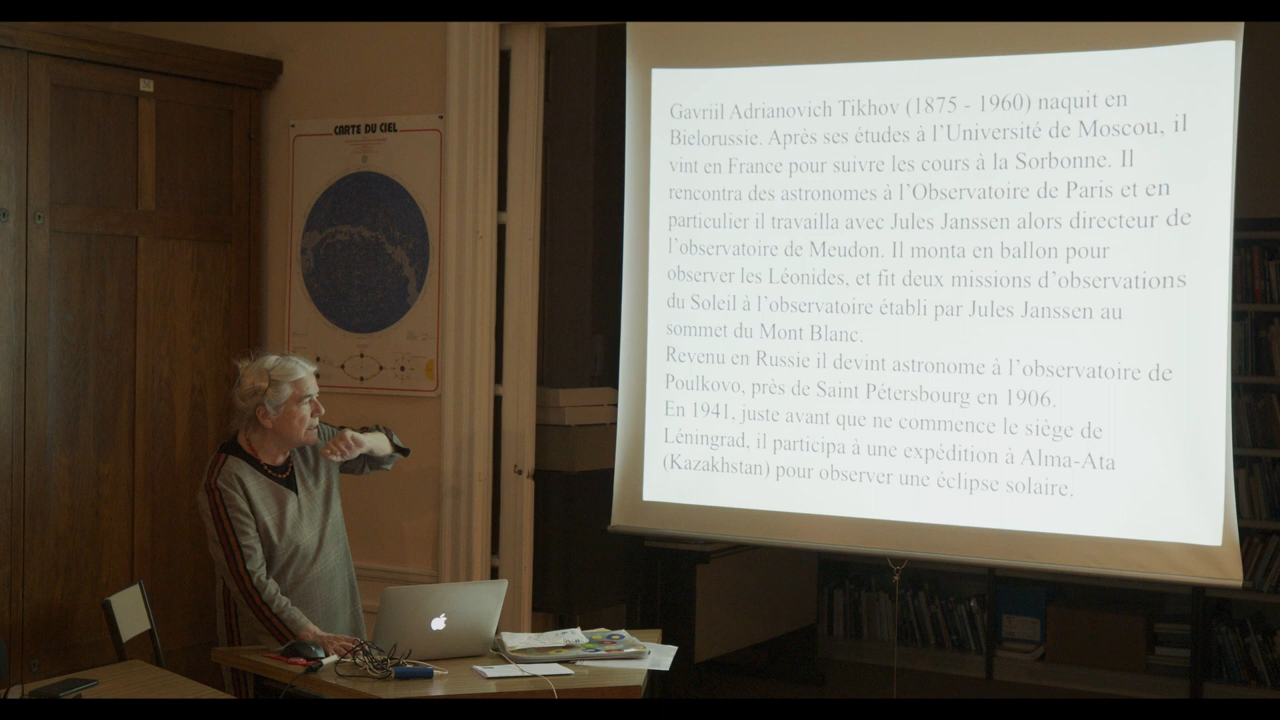 CARTE DU CIEL
Gavriil Adrianovich Tikhov (1875 - 1960) naquit en
Bielorussie. Après ses études à l'Université de Moscou, il
vint en France pour suivre les cours à la Sorbonne. Il
rencontra des astronomes à l'Observatoire de Paris et en
particulier il travailla avec Jules Janssen alors directeur de
l'observatoire de Meudon. Il monta en ballon pour
observer les Léonides, et fit deux missions d'observations
du Soleil à l'observatoire établi par Jules Janssen au
sommet du Mont Blanc.
Revenu en Russie il devint astronome à l'observatoire de
Poulkovo, près de Saint Pétersbourg en 1906.
En 1941, juste avant que ne commence le siège de
Léningrad, il participa à une expédition à Alma-Ata
(Kazakhstan) pour observer une éclipse solaire.